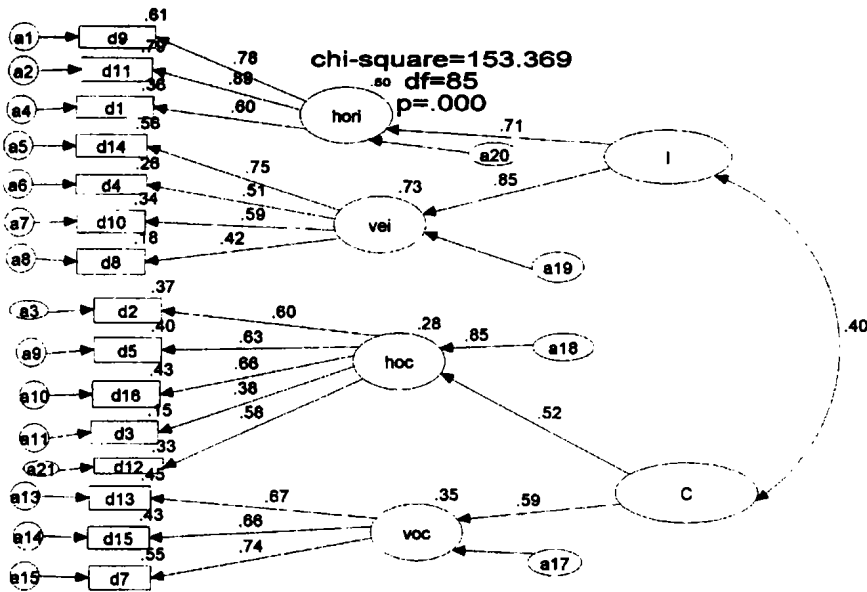 .61
a1 d9
.79
.78
chi-square=153.369
a2 d11
.89
.50 df=85
.36
p=.000
a4 d1
.60
hori
.56
.71
a5 d14
a20
I
.26
.75
.73
.85
a6 d4
.51
.34
a7 d10
.59
vei
.18
.42
a8 d8
a19
.37
a3 d2
.60
.28
.40
.40
a9 d5
.63
hoc
.85
a18
.43
.66
a10 d16
.38
.15
.52
a11 d3
.58
.33
a21 d12
.45
a13 d13
.67
.35
.59
C
.43
a14 d15
.66
voc
.55
.74
a17
a15 d7